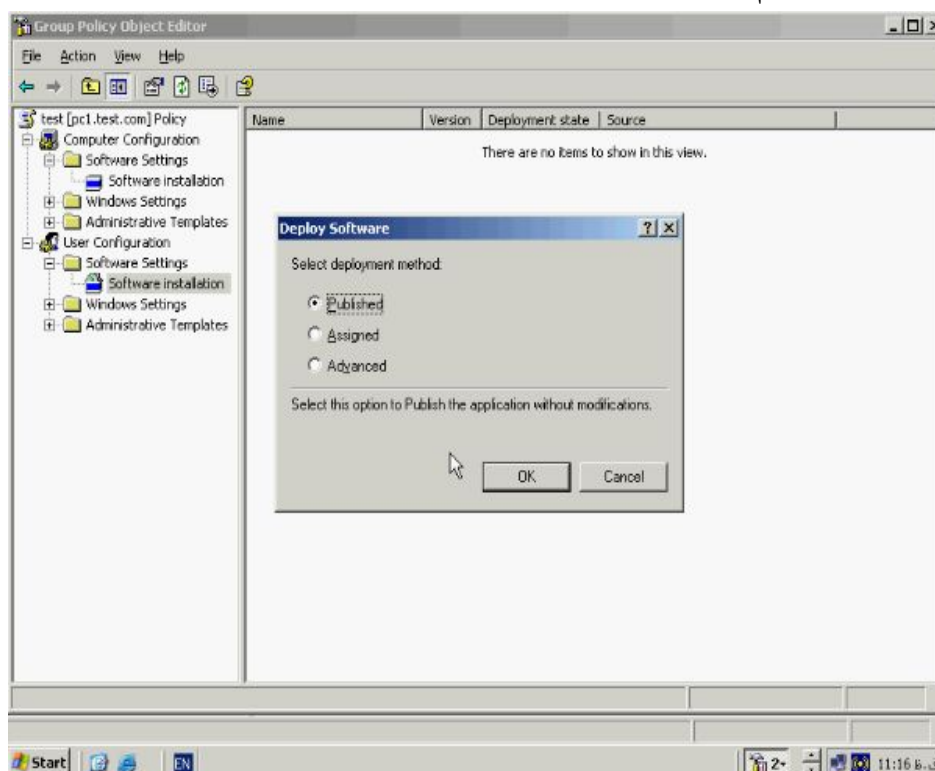 Group Policy Object Editor
File Action View Help
test [pc1.test.com] Policy
Computer Configuration
Software Settings
Software installation
Windows Settings
Administrative Templates
User Configuration
Software Settings
Software installation
Windows Settings
Administrative Templates
Name Version Deployment state Source
There are no items to show in this view.
Deploy Software
Select deployment method:
Published
Assigned
Advanced
Select this option to Publish the application without modifications.
OK Cancel
Start EN 2 11:16